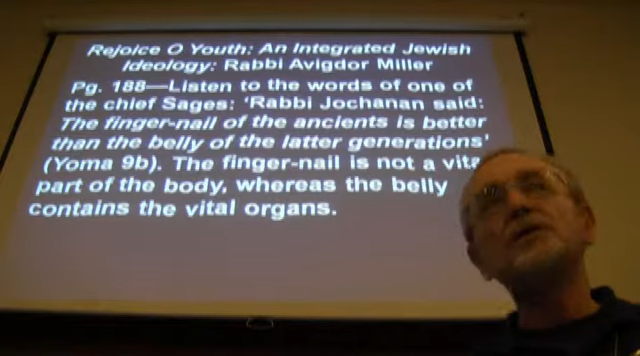 Rejoice O Youth: An Integrated Jewish
Ideology: Rabbi Avigdor Miller
Pg. 188—Listen to the words of one of
the chief Sages: 'Rabbi Jochanan said:
The finger-nail of the ancients is better
than the belly of the latter generations'
(Yoma 9b). The finger-nail is not a
part of the body, whereas the belly
contains the vital organs.